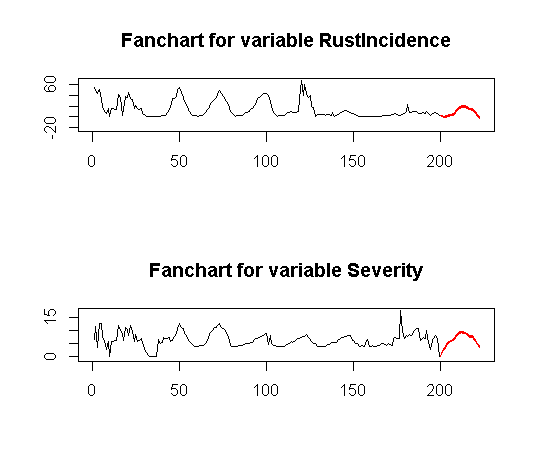 Fanchart for variable RustIncidence
60
-20
0 50 100 150 200
Fanchart for variable Severity
15
0
0 50 100 150 200